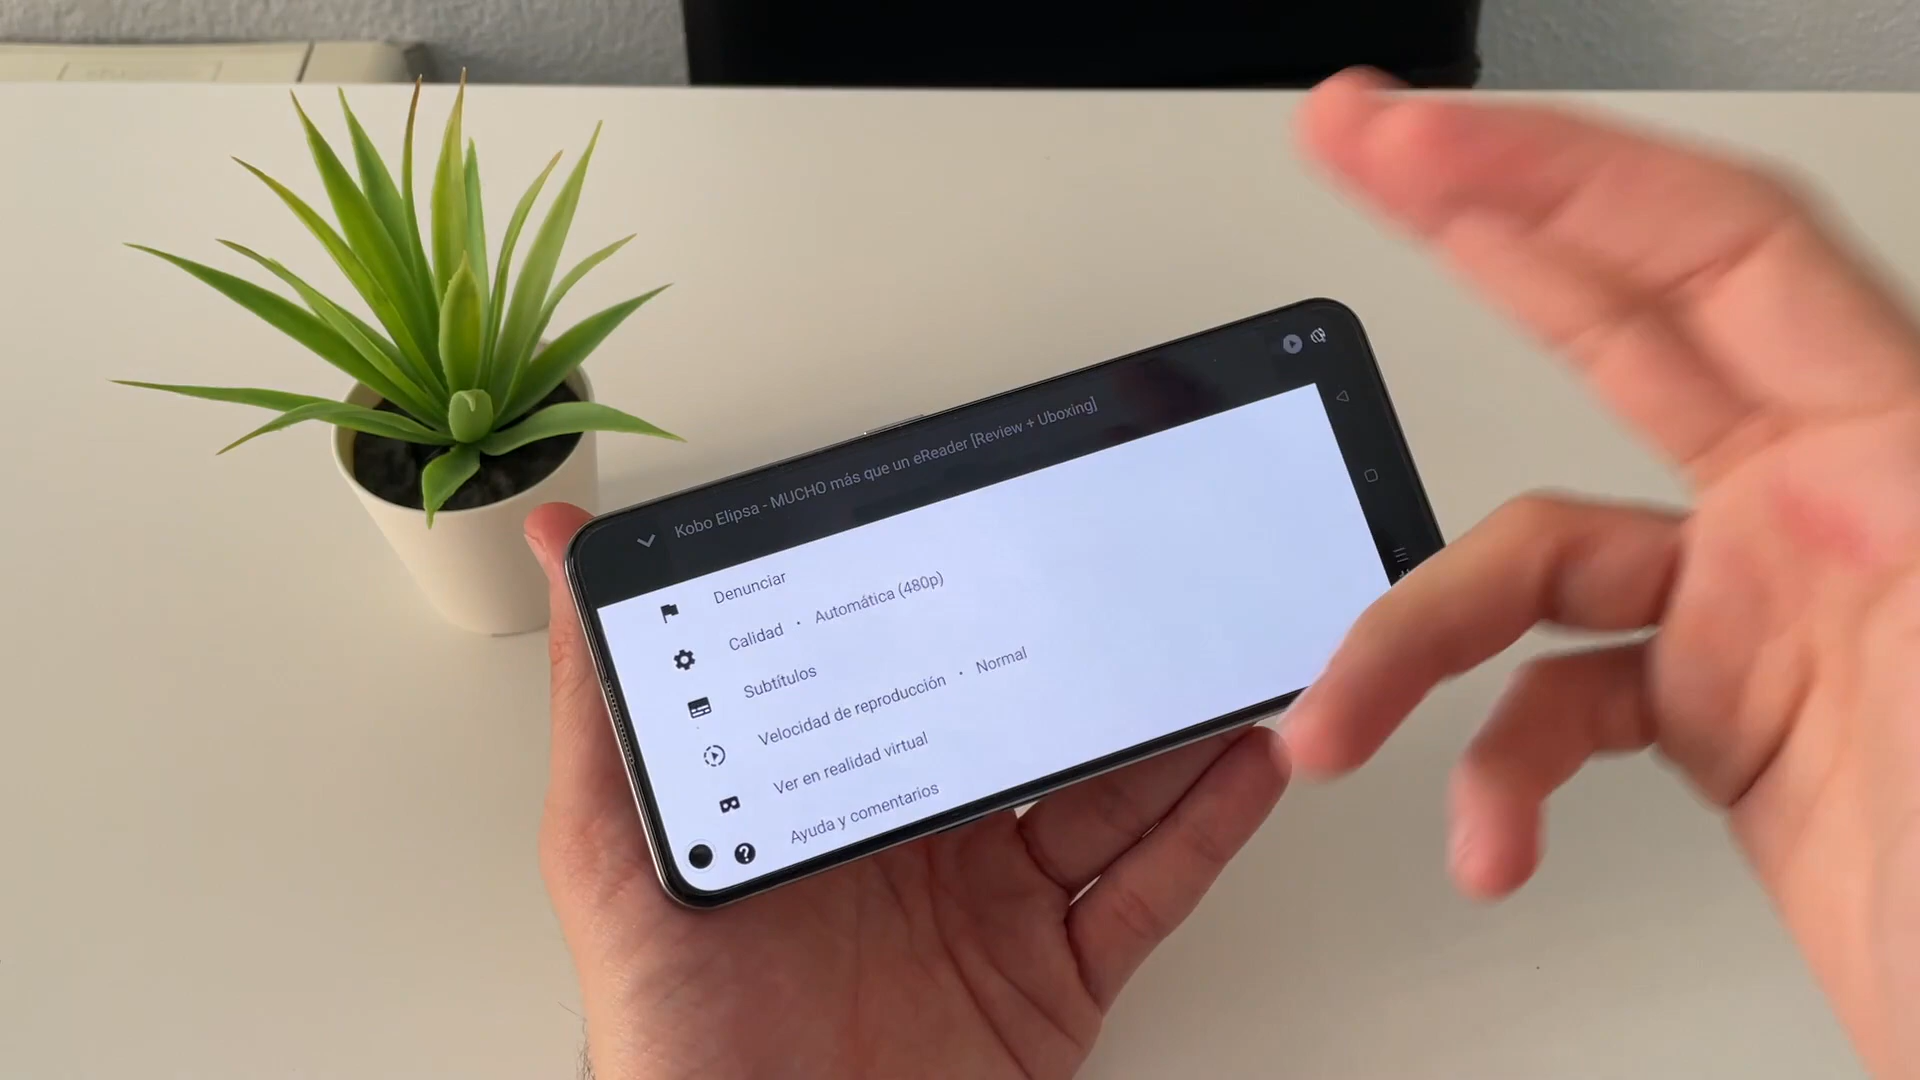 Kobo Elipsa - MUCHO más que un eReader [Review + Uboxing]
Denunciar
Calidad · Automática (480p)
Subtítulos
Velocidad de reproducción · Normal
Ver en realidad virtual
Ayuda y comentarios